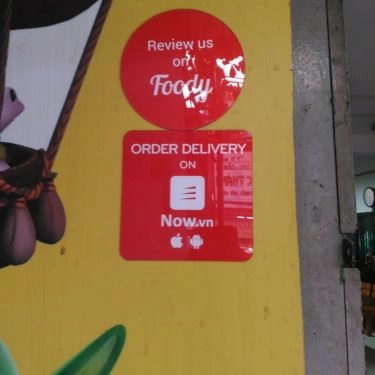 Review us
on
Foody
ORDER DELIVERY
ON
Now.vn